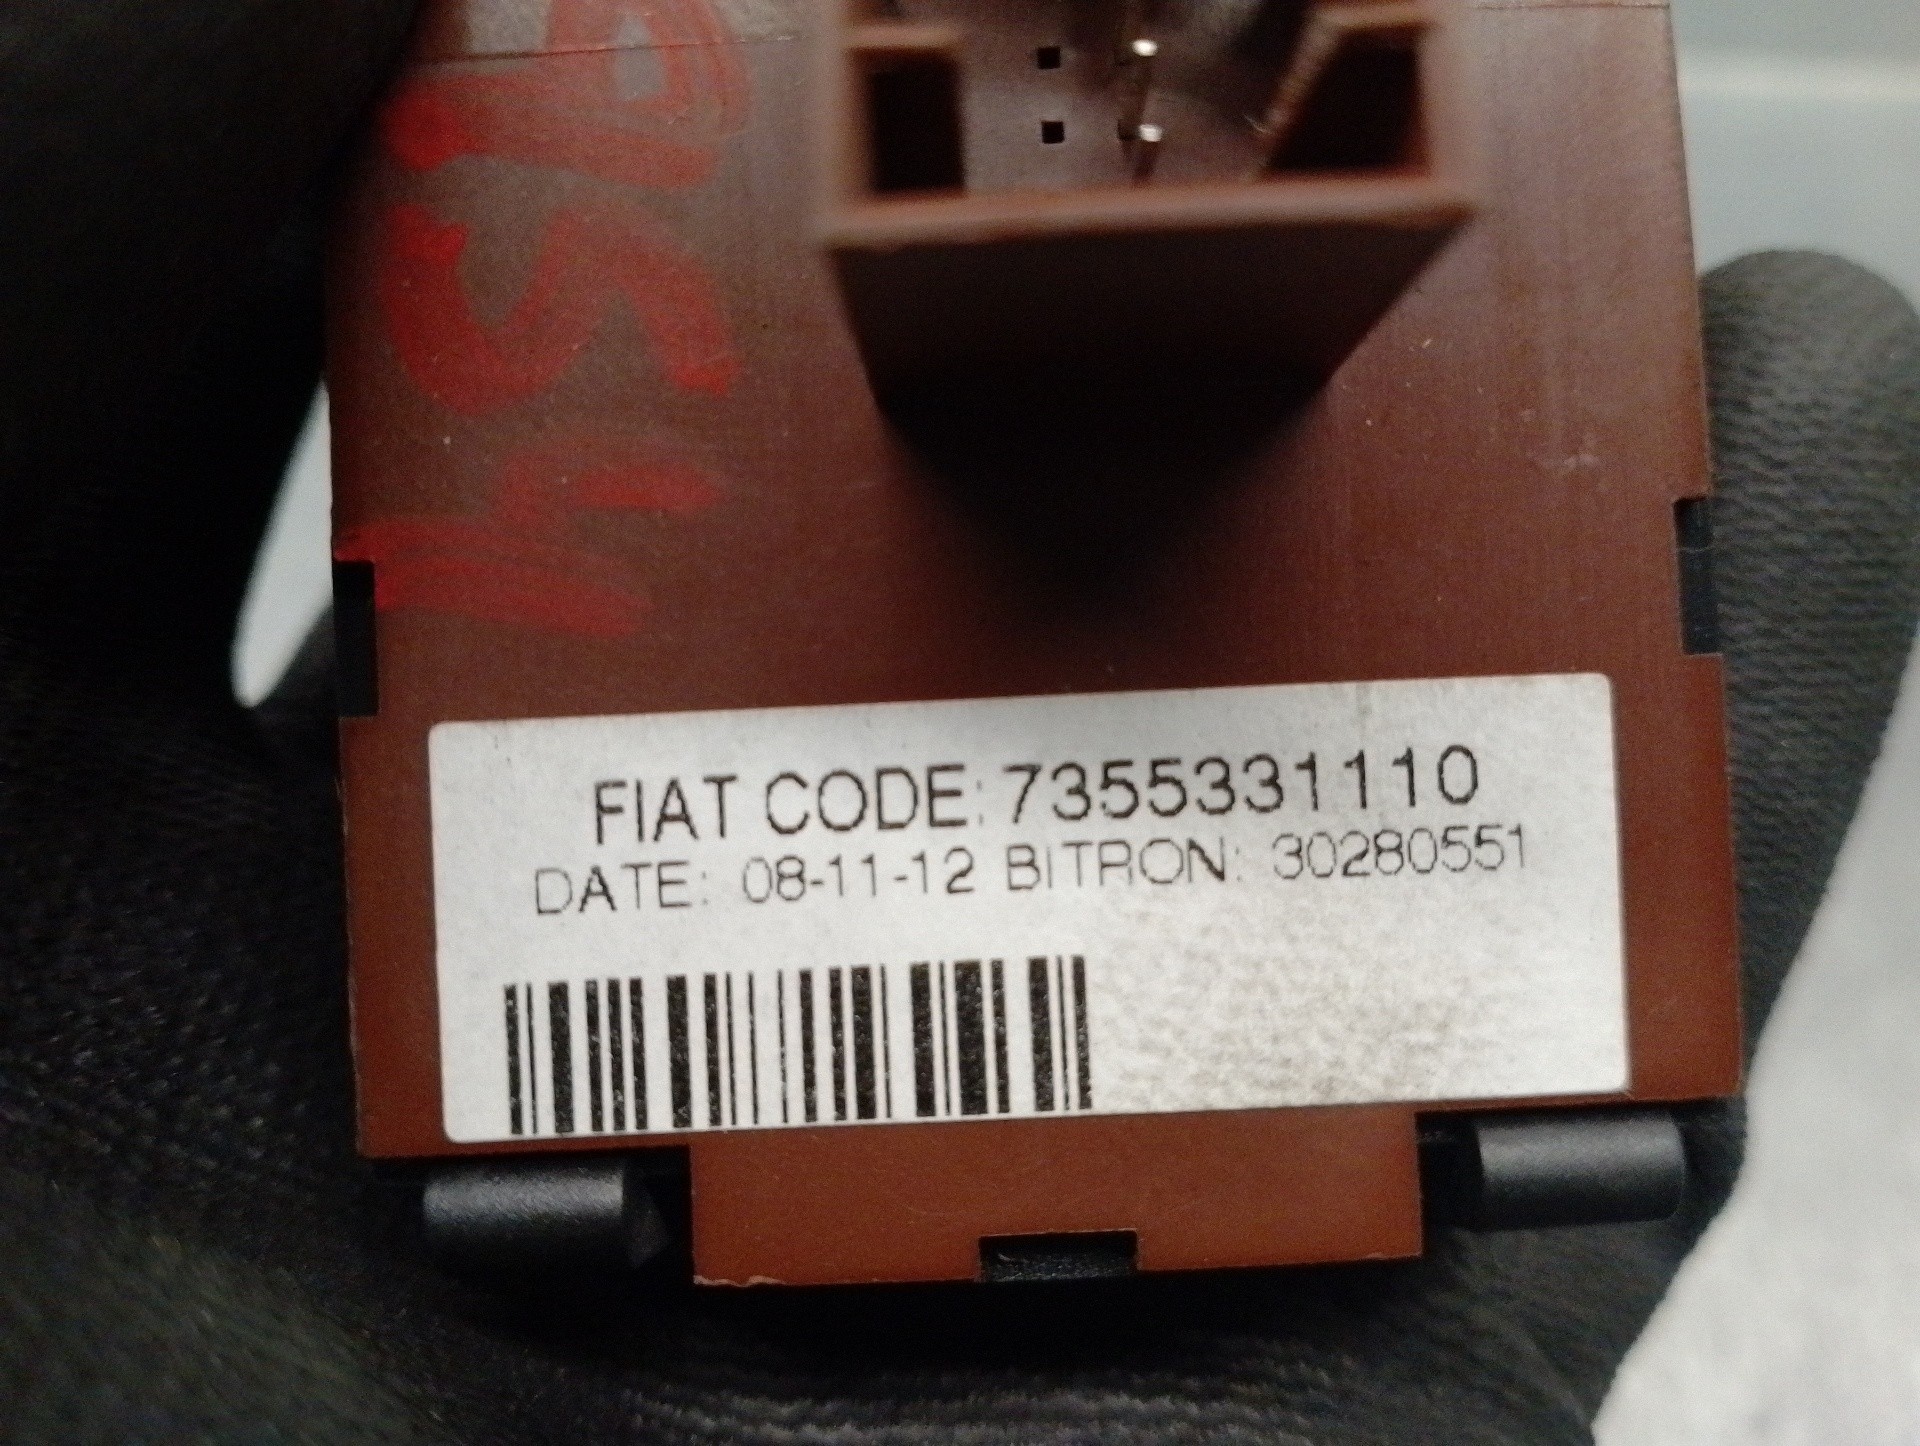 FIAT CODE: 7355331110
DATE: 08-11-12 BITRON: 30280551